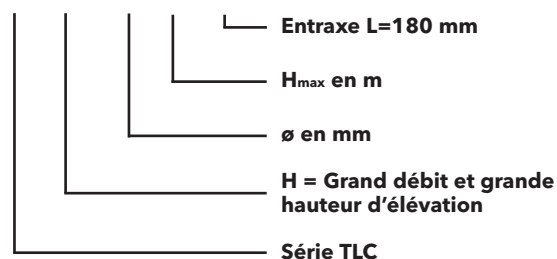 Entraxe L=180 mm
Hmax en m
ø en mm
H = Grand débit et grande
hauteur d’élévation
Série TLC